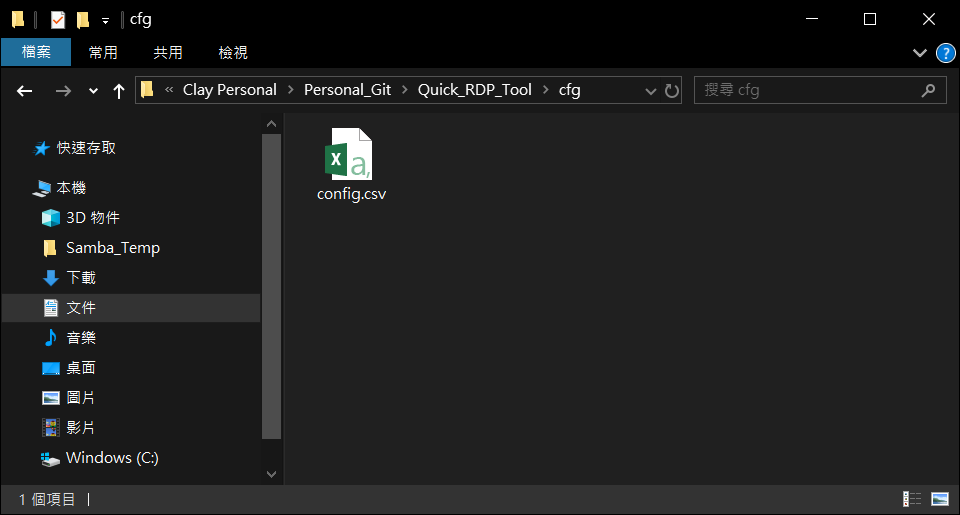 cfg
檔案 常用 共用 檢視 ?
« Clay Personal > Personal_Git > Quick_RDP_Tool > cfg 搜尋 cfg
快速存取
本機
3D 物件
Samba_Temp
下載
文件
音樂
桌面
圖片
影片
Windows (C:)
X a,
config.csv
1 個項目